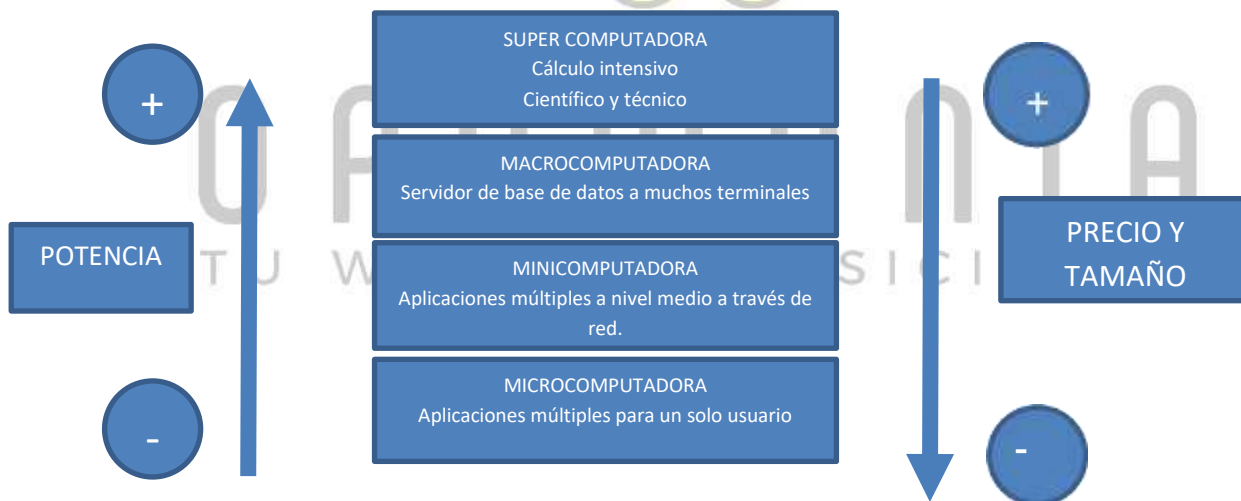 SUPER COMPUTADORA
Cálculo intensivo
Científico y técnico
+
+
MACROCOMPUTADORA
Servidor de base de datos a muchos terminales
POTENCIA
PRECIO Y
TAMAÑO
MINICOMPUTADORA
Aplicaciones múltiples a nivel medio a través de
red.
MICROCOMPUTADORA
Aplicaciones múltiples para un solo usuario
-
-